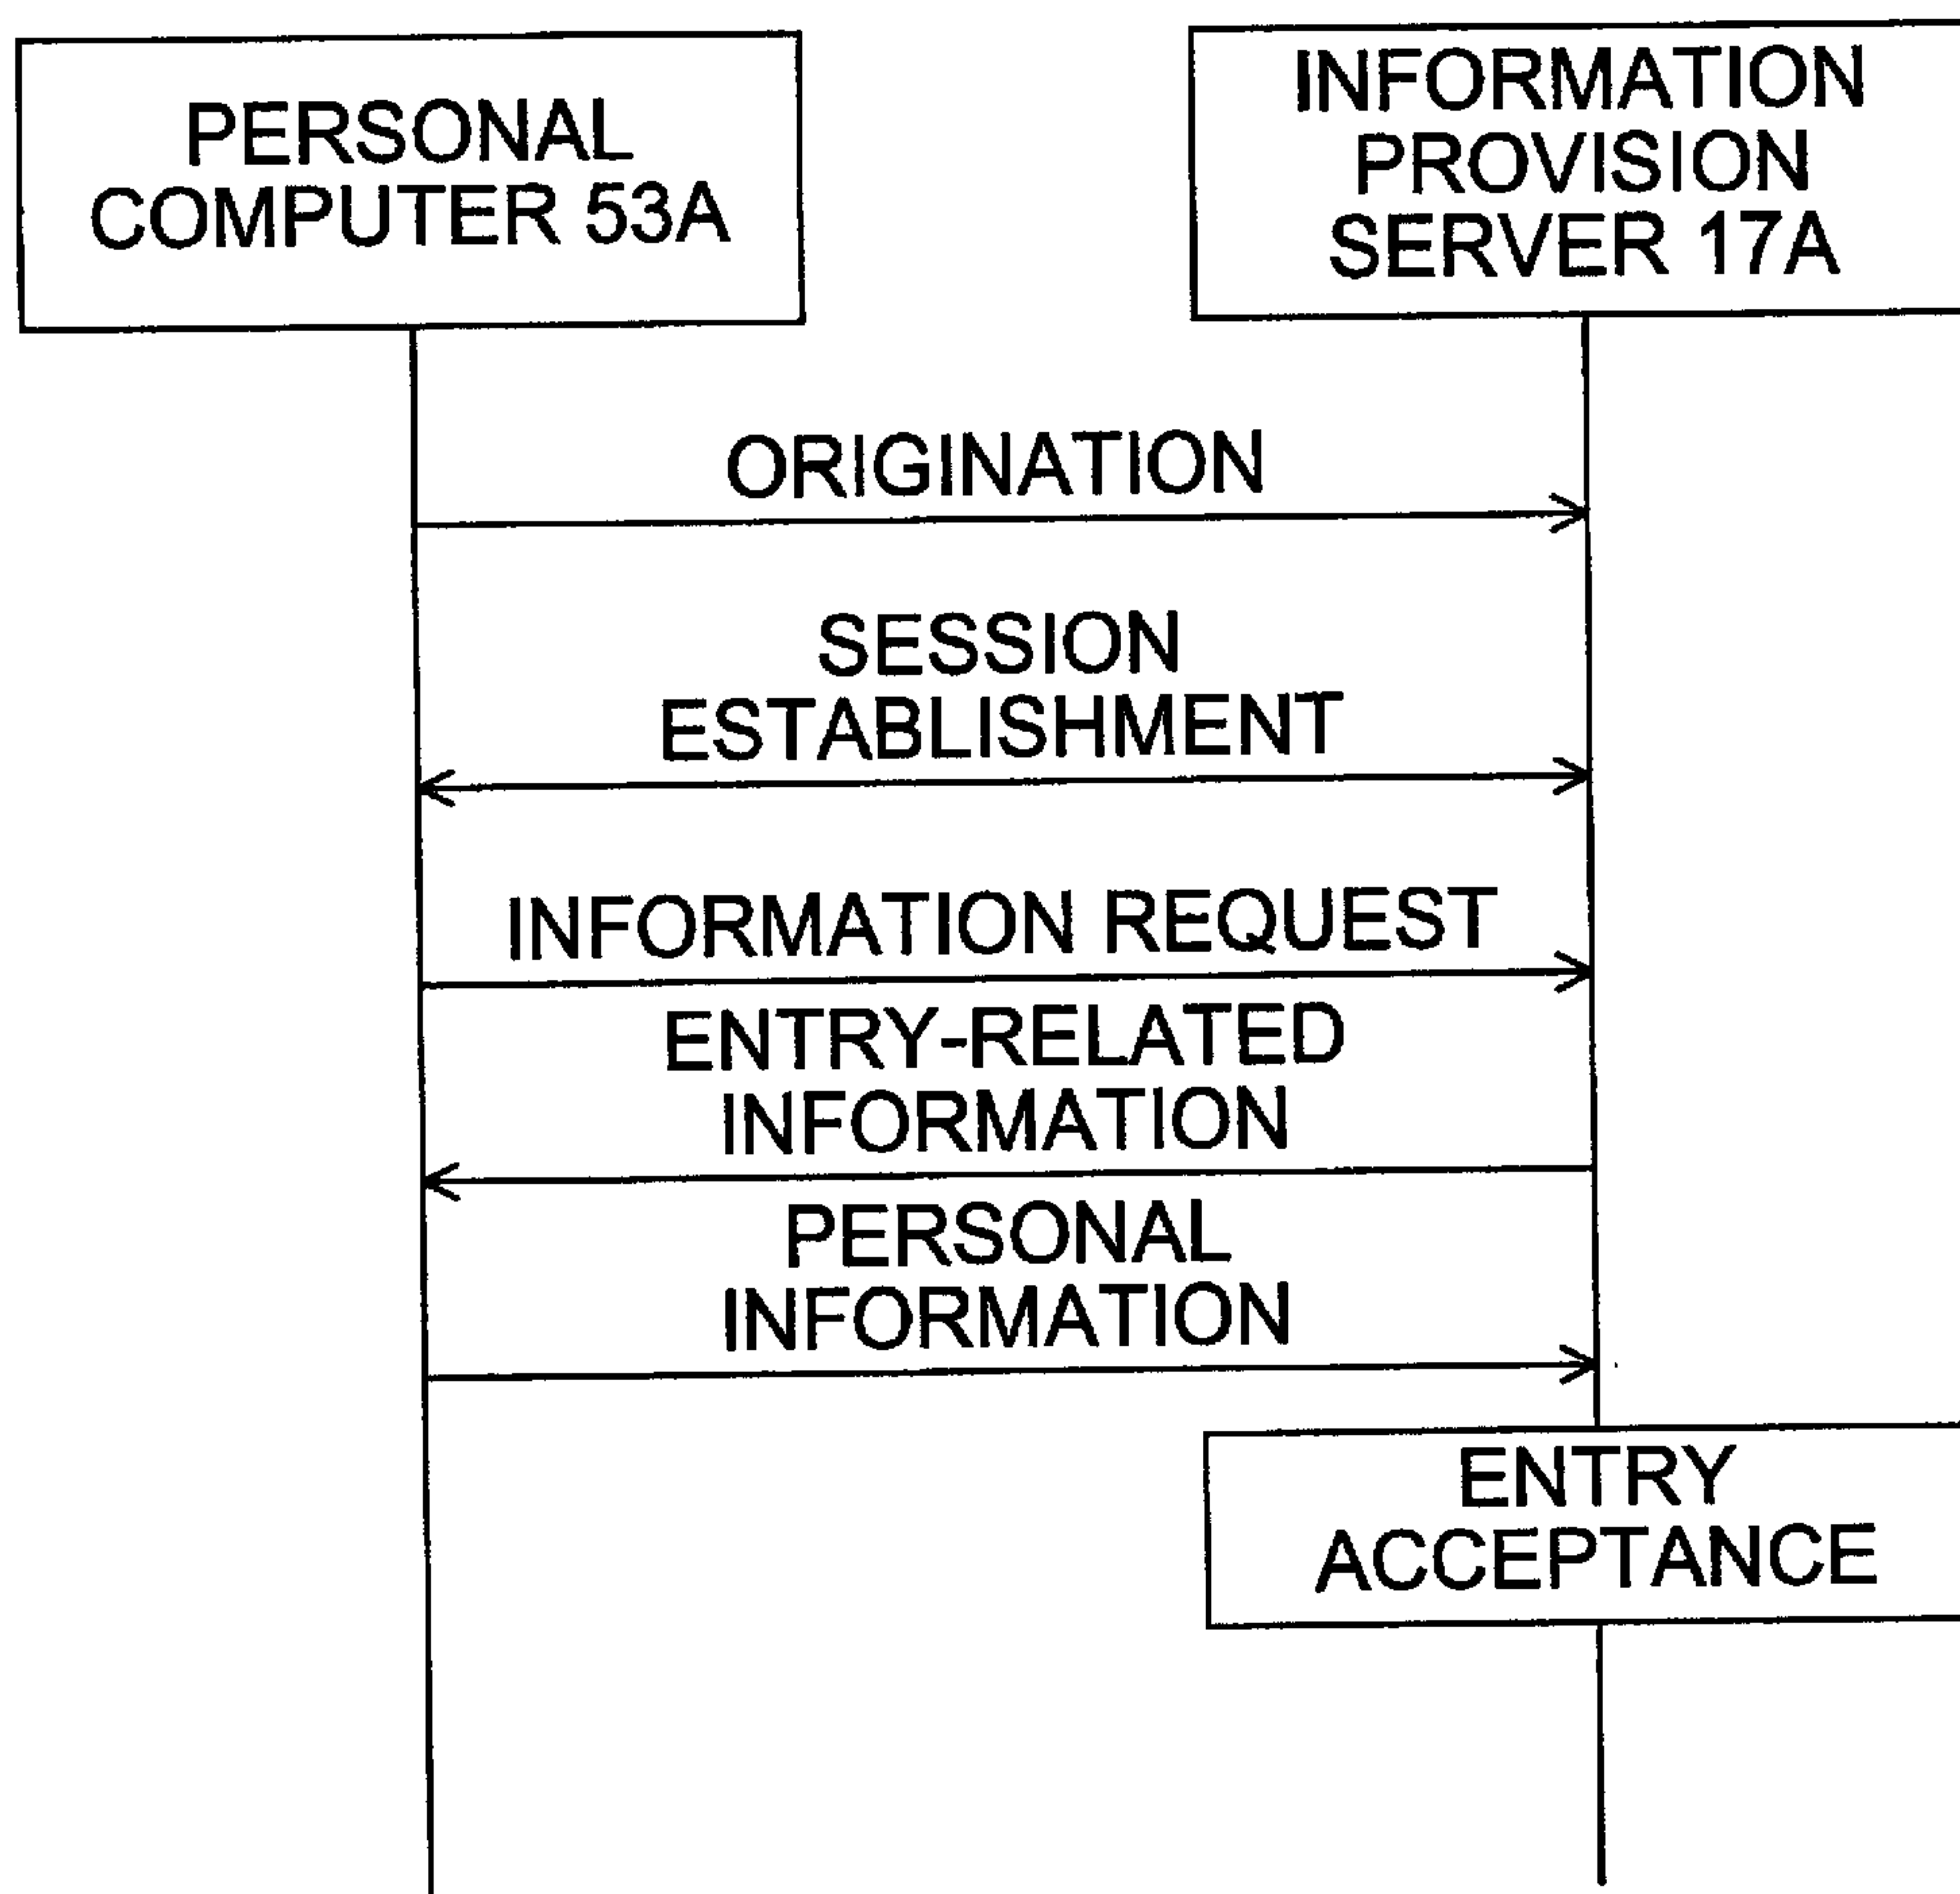 PERSONAL
COMPUTER 53A
INFORMATION
PROVISION
SERVER 17A
ORIGINATION
SESSION
ESTABLISHMENT
INFORMATION REQUEST
ENTRY-RELATED
INFORMATION
PERSONAL
INFORMATION
ENTRY
ACCEPTANCE